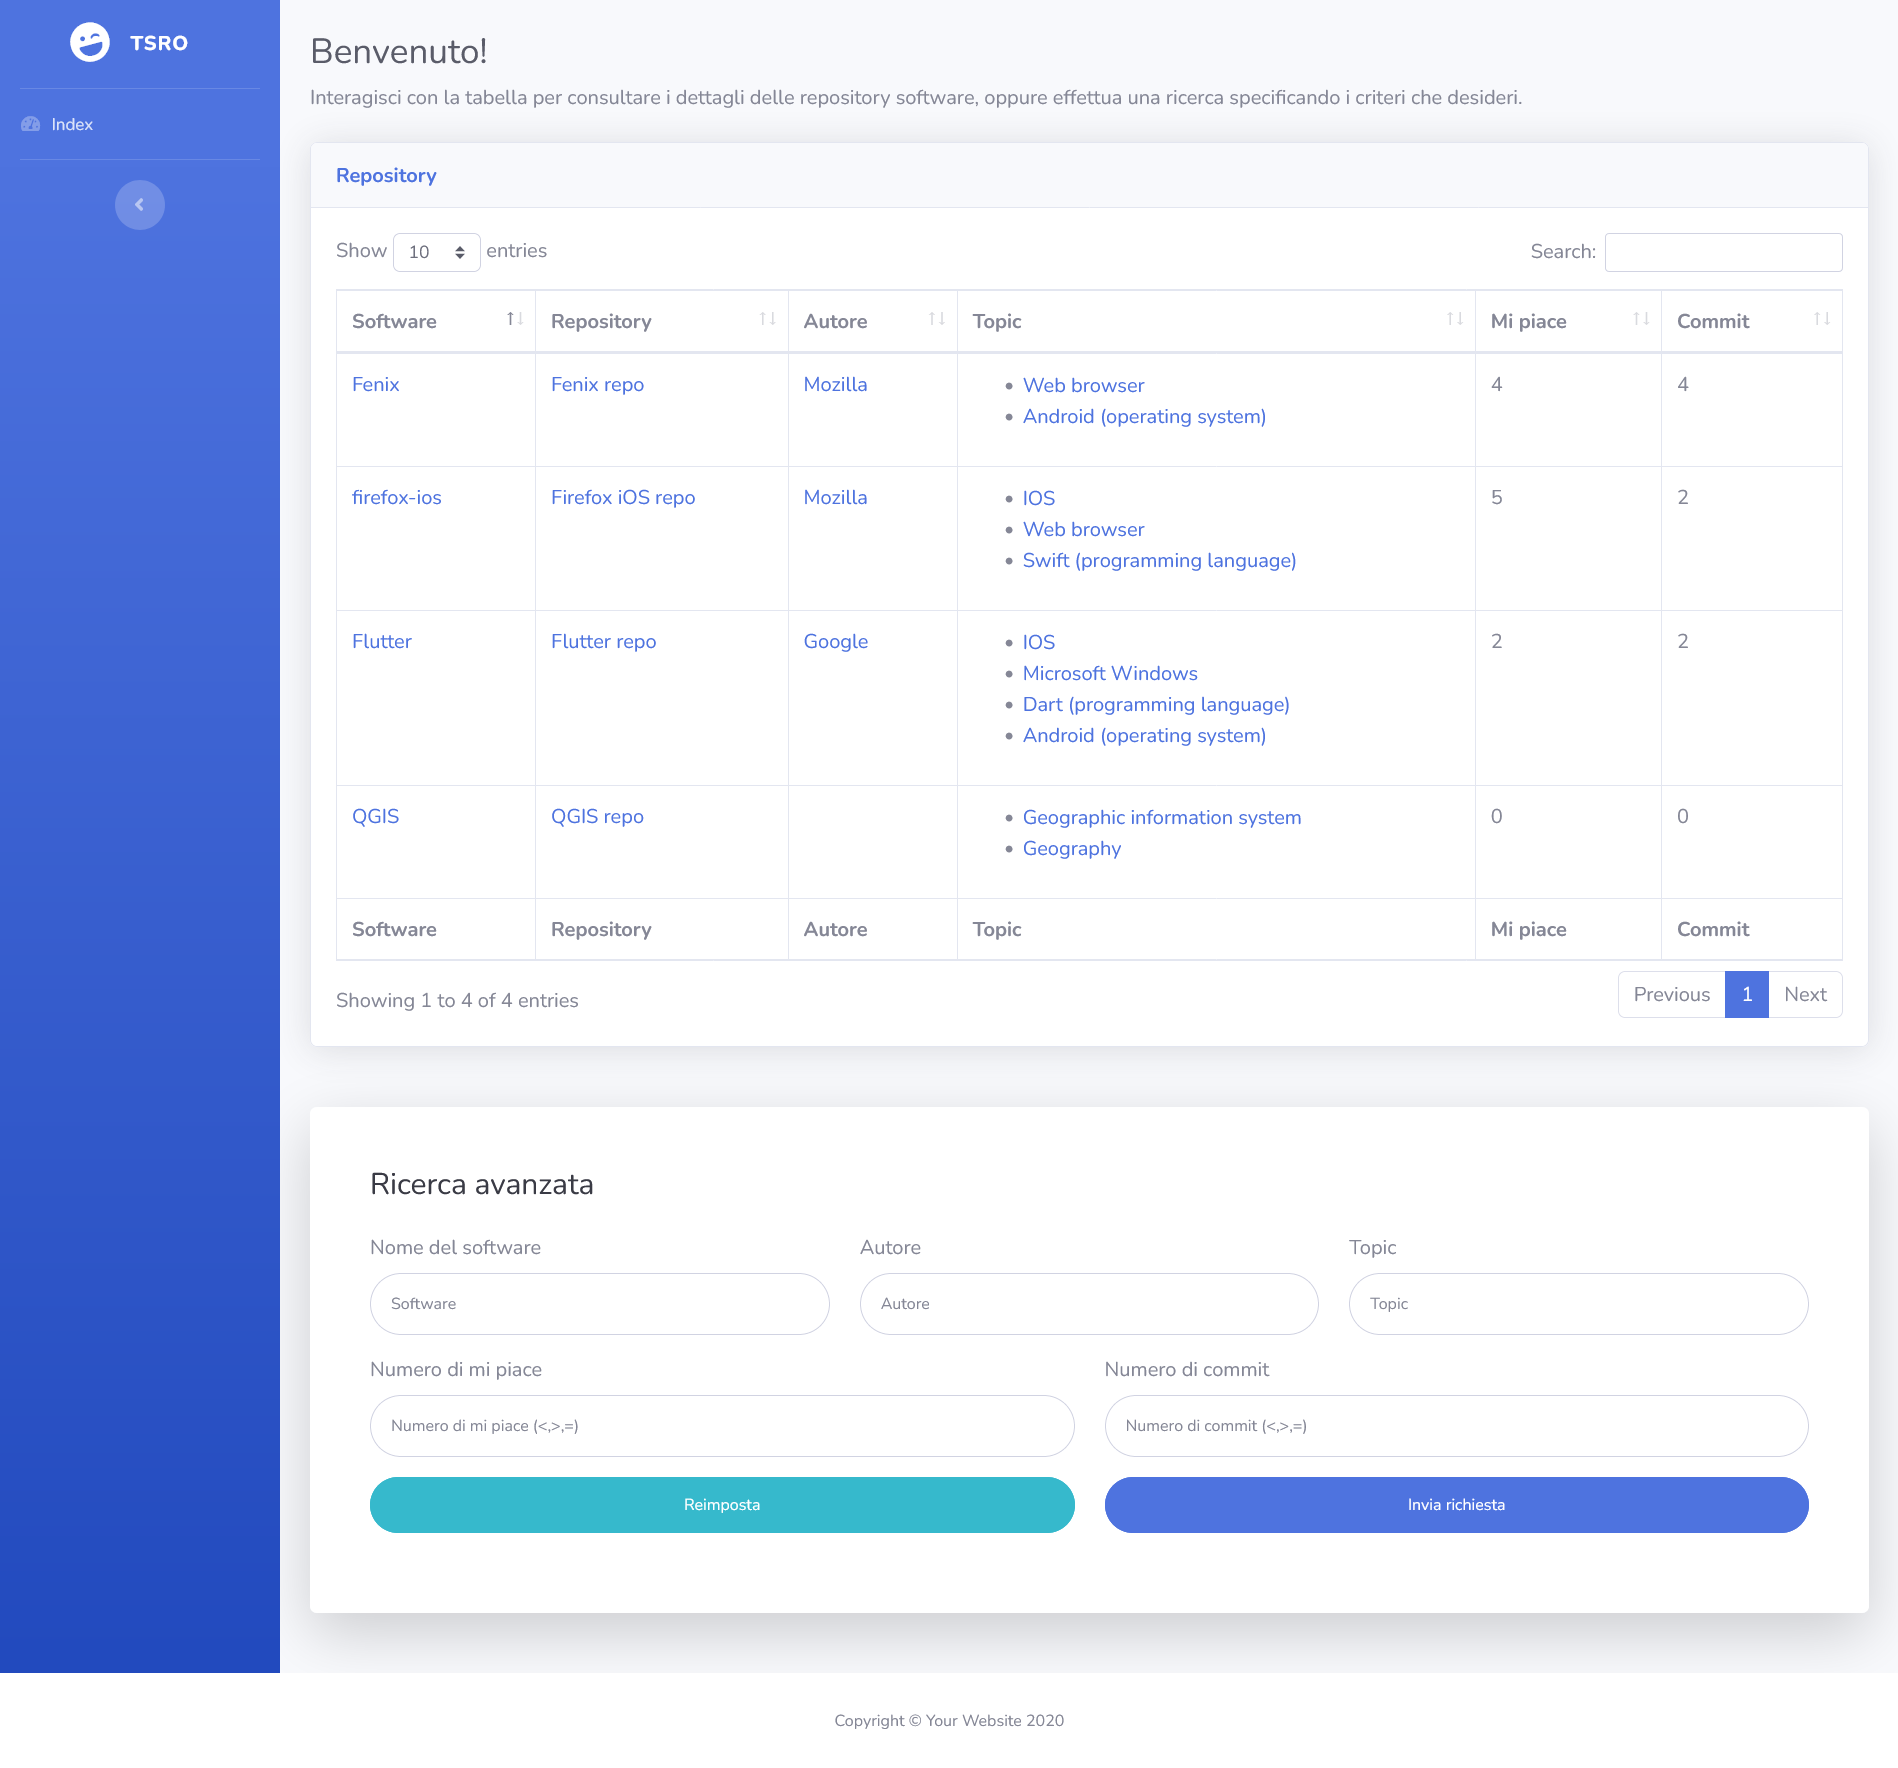 TSRO
Index
Benvenuto!
Interagisci con la tabella per consultare i dettagli delle repository software, oppure effettua una ricerca specificando i criteri che desideri.
Repository
Show 10 entries Search:
Software Repository Autore Topic Mi piace Commit
Fenix Fenix repo Mozilla • Web browser 4 4
• Android (operating system)
firefox-ios Firefox iOS repo Mozilla • IOS 5 2
• Web browser
• Swift (programming language)
Flutter Flutter repo Google • IOS 2 2
• Microsoft Windows
• Dart (programming language)
• Android (operating system)
QGIS QGIS repo • Geographic information system 0 0
• Geography
Software Repository Autore Topic Mi piace Commit
Showing 1 to 4 of 4 entries Previous 1 Next
Ricerca avanzata
Nome del software Autore Topic
Software Autore Topic
Numero di mi piace Numero di commit
Numero di mi piace (<,>,=) Numero di commit (<,>,=)
Reimposta Invia richiesta
Copyright © Your Website 2020